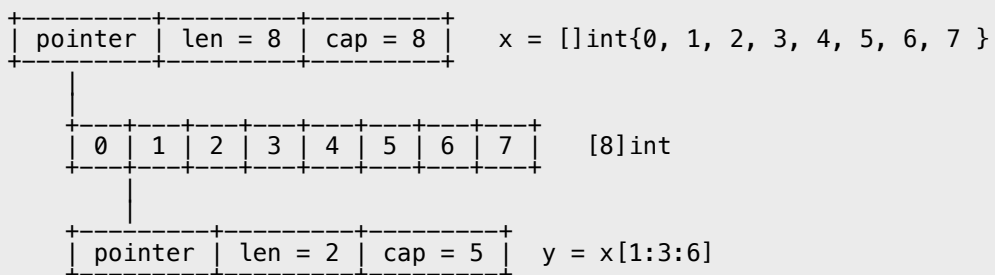 pointer | len = 8 | cap = 8 | x = []int{0, 1, 2, 3, 4, 5, 6, 7 }
0 | 1 | 2 | 3 | 4 | 5 | 6 | 7 | [8]int
pointer | len = 2 | cap = 5 | y = x[1:3:6]